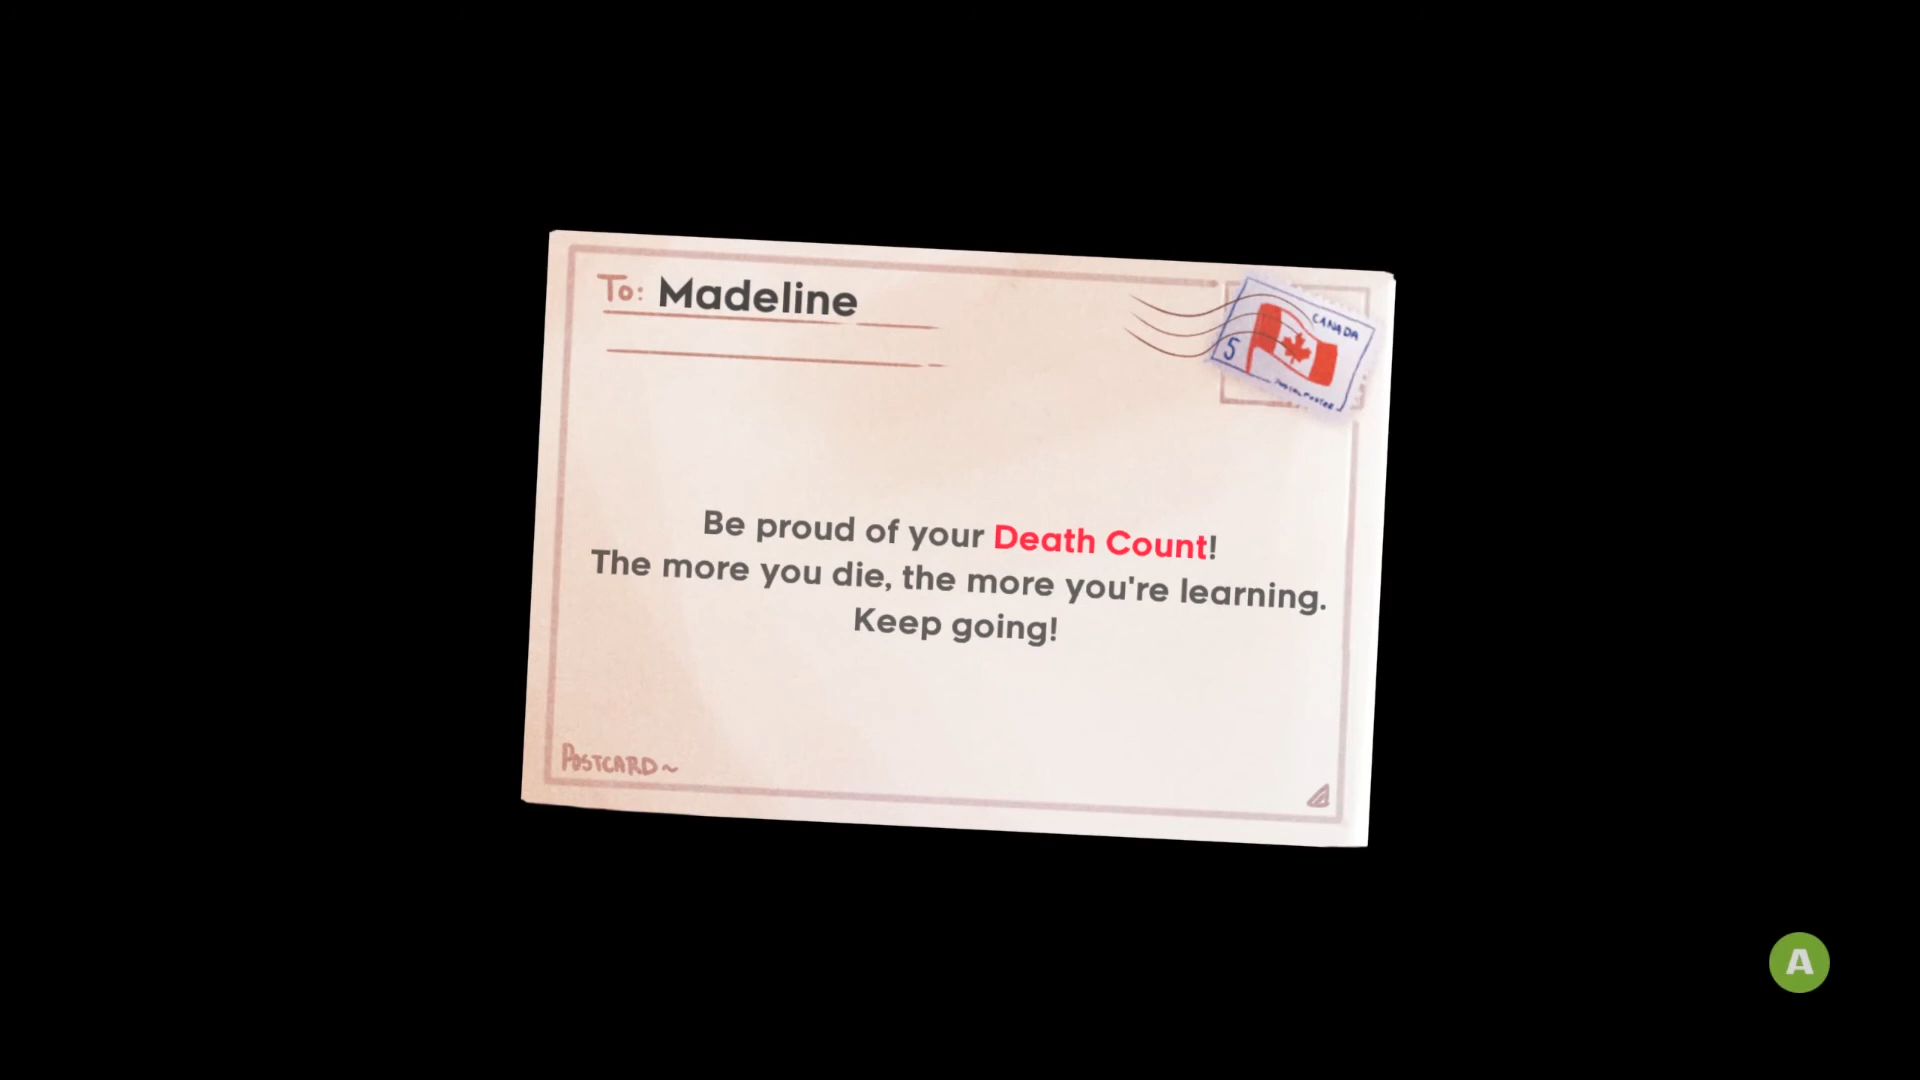 To: Madeline
CANADA
5
Be proud of your Death Count!
The more you die, the more you're learning.
Keep going!
POSTCARD~
A